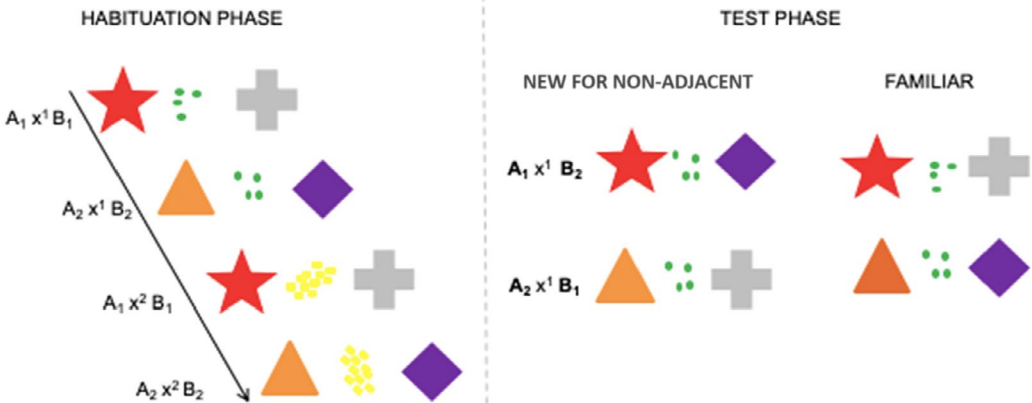 HABITUATION PHASE
A₁ x¹ B₁
A₂ x¹ B₂
A₁ x² B₁
A₂ x² B₂
TEST PHASE
NEW FOR NON-ADJACENT
FAMILIAR
A₁ x¹ B₂
A₂ x¹ B₁